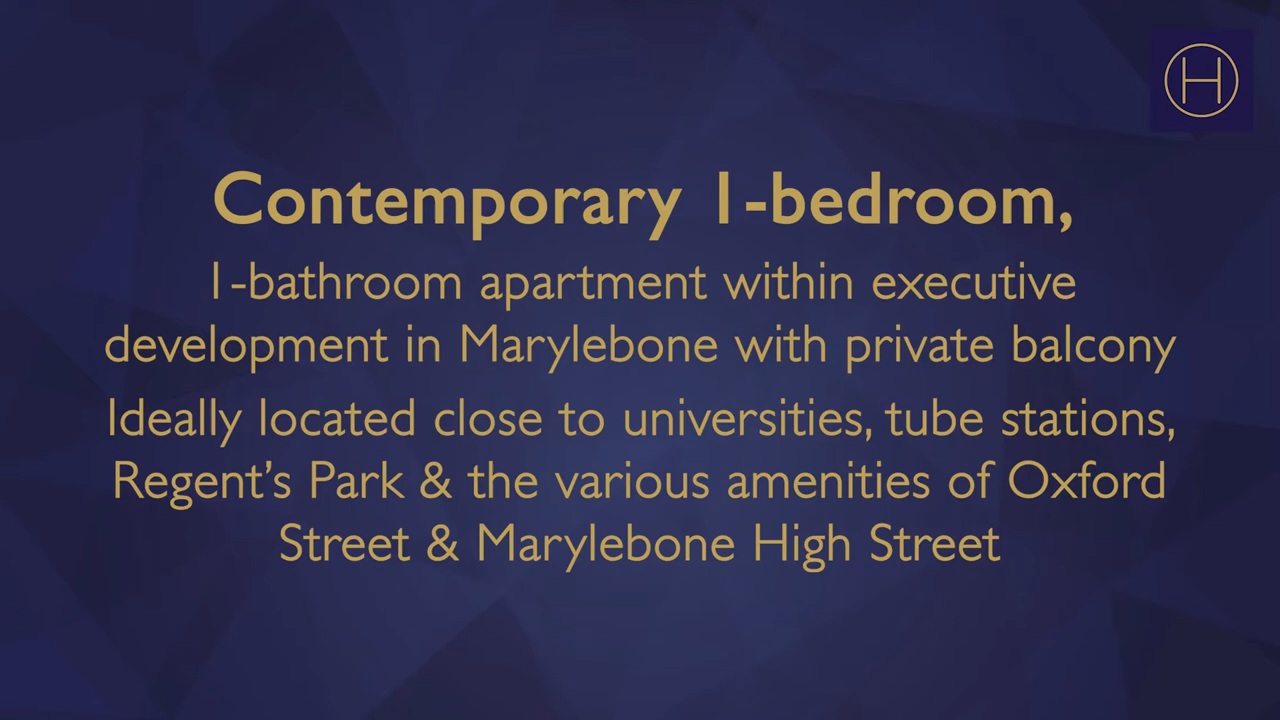 H
Contemporary 1-bedroom,
1-bathroom apartment within executive
development in Marylebone with private balcony
Ideally located close to universities, tube stations,
Regent’s Park & the various amenities of Oxford
Street & Marylebone High Street